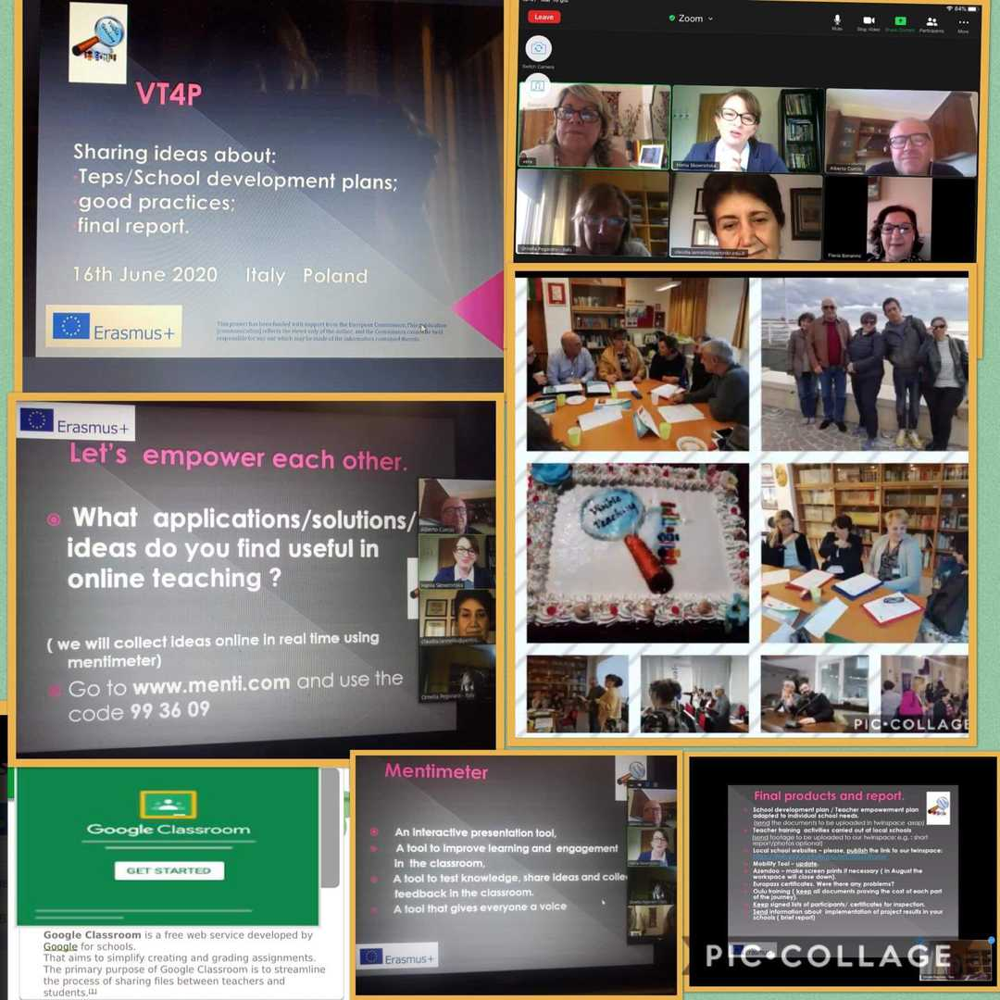 VT4P
Sharing ideas about:
Teps/School development plans;
good practices;
final report.
16th June 2020 Italy Poland
Erasmus+
This project has been funded with support from the European Commission. This publication
[communication] reflects the views only of the author, and the Commission cannot be held
responsible for any use which may be made of the information contained therein.
Leave
Zoom
84%
Mute
Stop Video
Share Content
Participants
More
Switch Camera
vera
Hania Skowrońska
Alberto Curcio
Ornella Pegoraro - Italy
claudia.iannello@
Flavia Bonanno
Erasmus+
Let's empower each other.
What applications/solutions/
ideas do you find useful in
online teaching ?
( we will collect ideas online in real time using
mentimeter)
Go to www.menti.com and use the
code 99 36 09
Alberto Curcio
Hania Skowrońska
Ornella Pegoraro - Italy
Visible
Teaching
PIC•COLLAGE
Google Classroom
GET STARTED
Google Classroom is a free web service developed by
Google for schools.
That aims to simplify creating and grading assignments.
The primary purpose of Google Classroom is to streamline
the process of sharing files between teachers and
students.[1]
Mentimeter
An interactive presentation tool,
A tool to improve learning and engagement
in the classroom,
A tool to test knowledge, share ideas and collec
feedback in the classroom.
A tool that gives everyone a voice
Erasmus+
Final products and report.
School development plan / Teacher empowerment plan
adapted to individual school needs.
(send the documents to be uploaded in twinspace asap)
Teacher training activities carried out at local schools
(send footage to be uploaded to our twinspace; e.g. : short
report/photos optional)
Local school websites – please, publish the link to our twinspace:
Mobility Tool – update.
Azendoo – make screen prints if necessary ( in August the
workspace will close down).
Europass certificates. Were there any problems?
Oulu training ( keep all documents proving the cost of each part
of the journey).
Keep signed lists of participants/ certificates for inspection.
Send information about implementation of project results in your
schools ( brief report)
PIC•COLLAGE